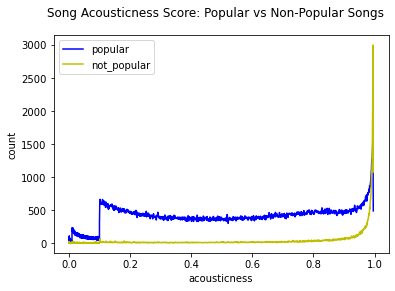 Song Acousticness Score: Popular vs Non-Popular Songs
popular
not_popular
3000
2500
2000
1500
1000
500
0
count
0.0 0.2 0.4 0.6 0.8 1.0
acousticness